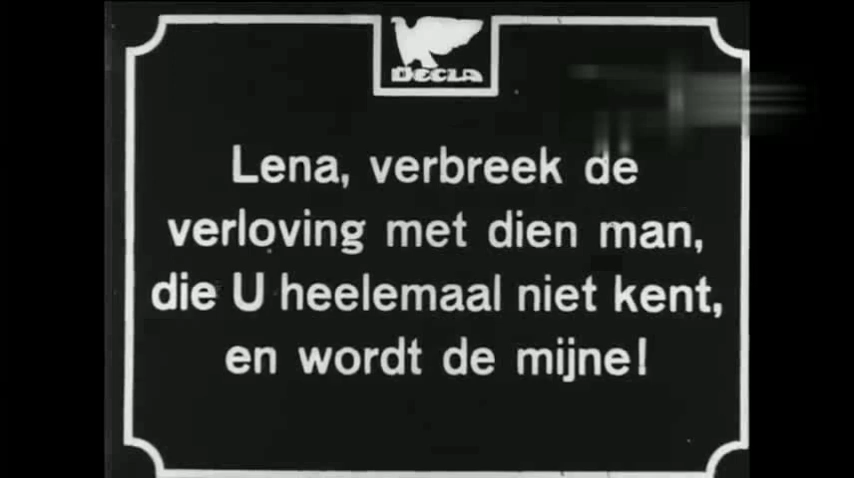 DECLA
Lena, verbreek de
verloving met dien man,
die U heelemaal niet kent,
en wordt de mijne!